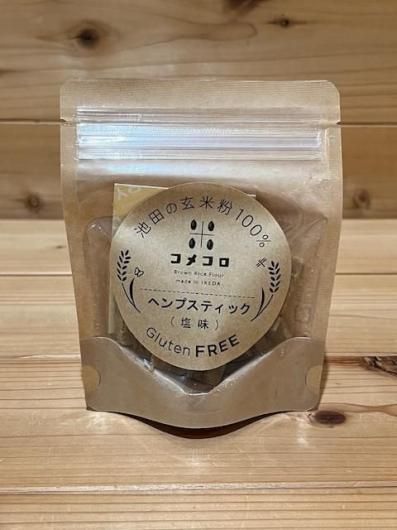 池田の玄米粉100%
コメコロ
Brown Rice Flour
made in IKEDA
ヘンプスティック
(塩味)
Gluten FREE